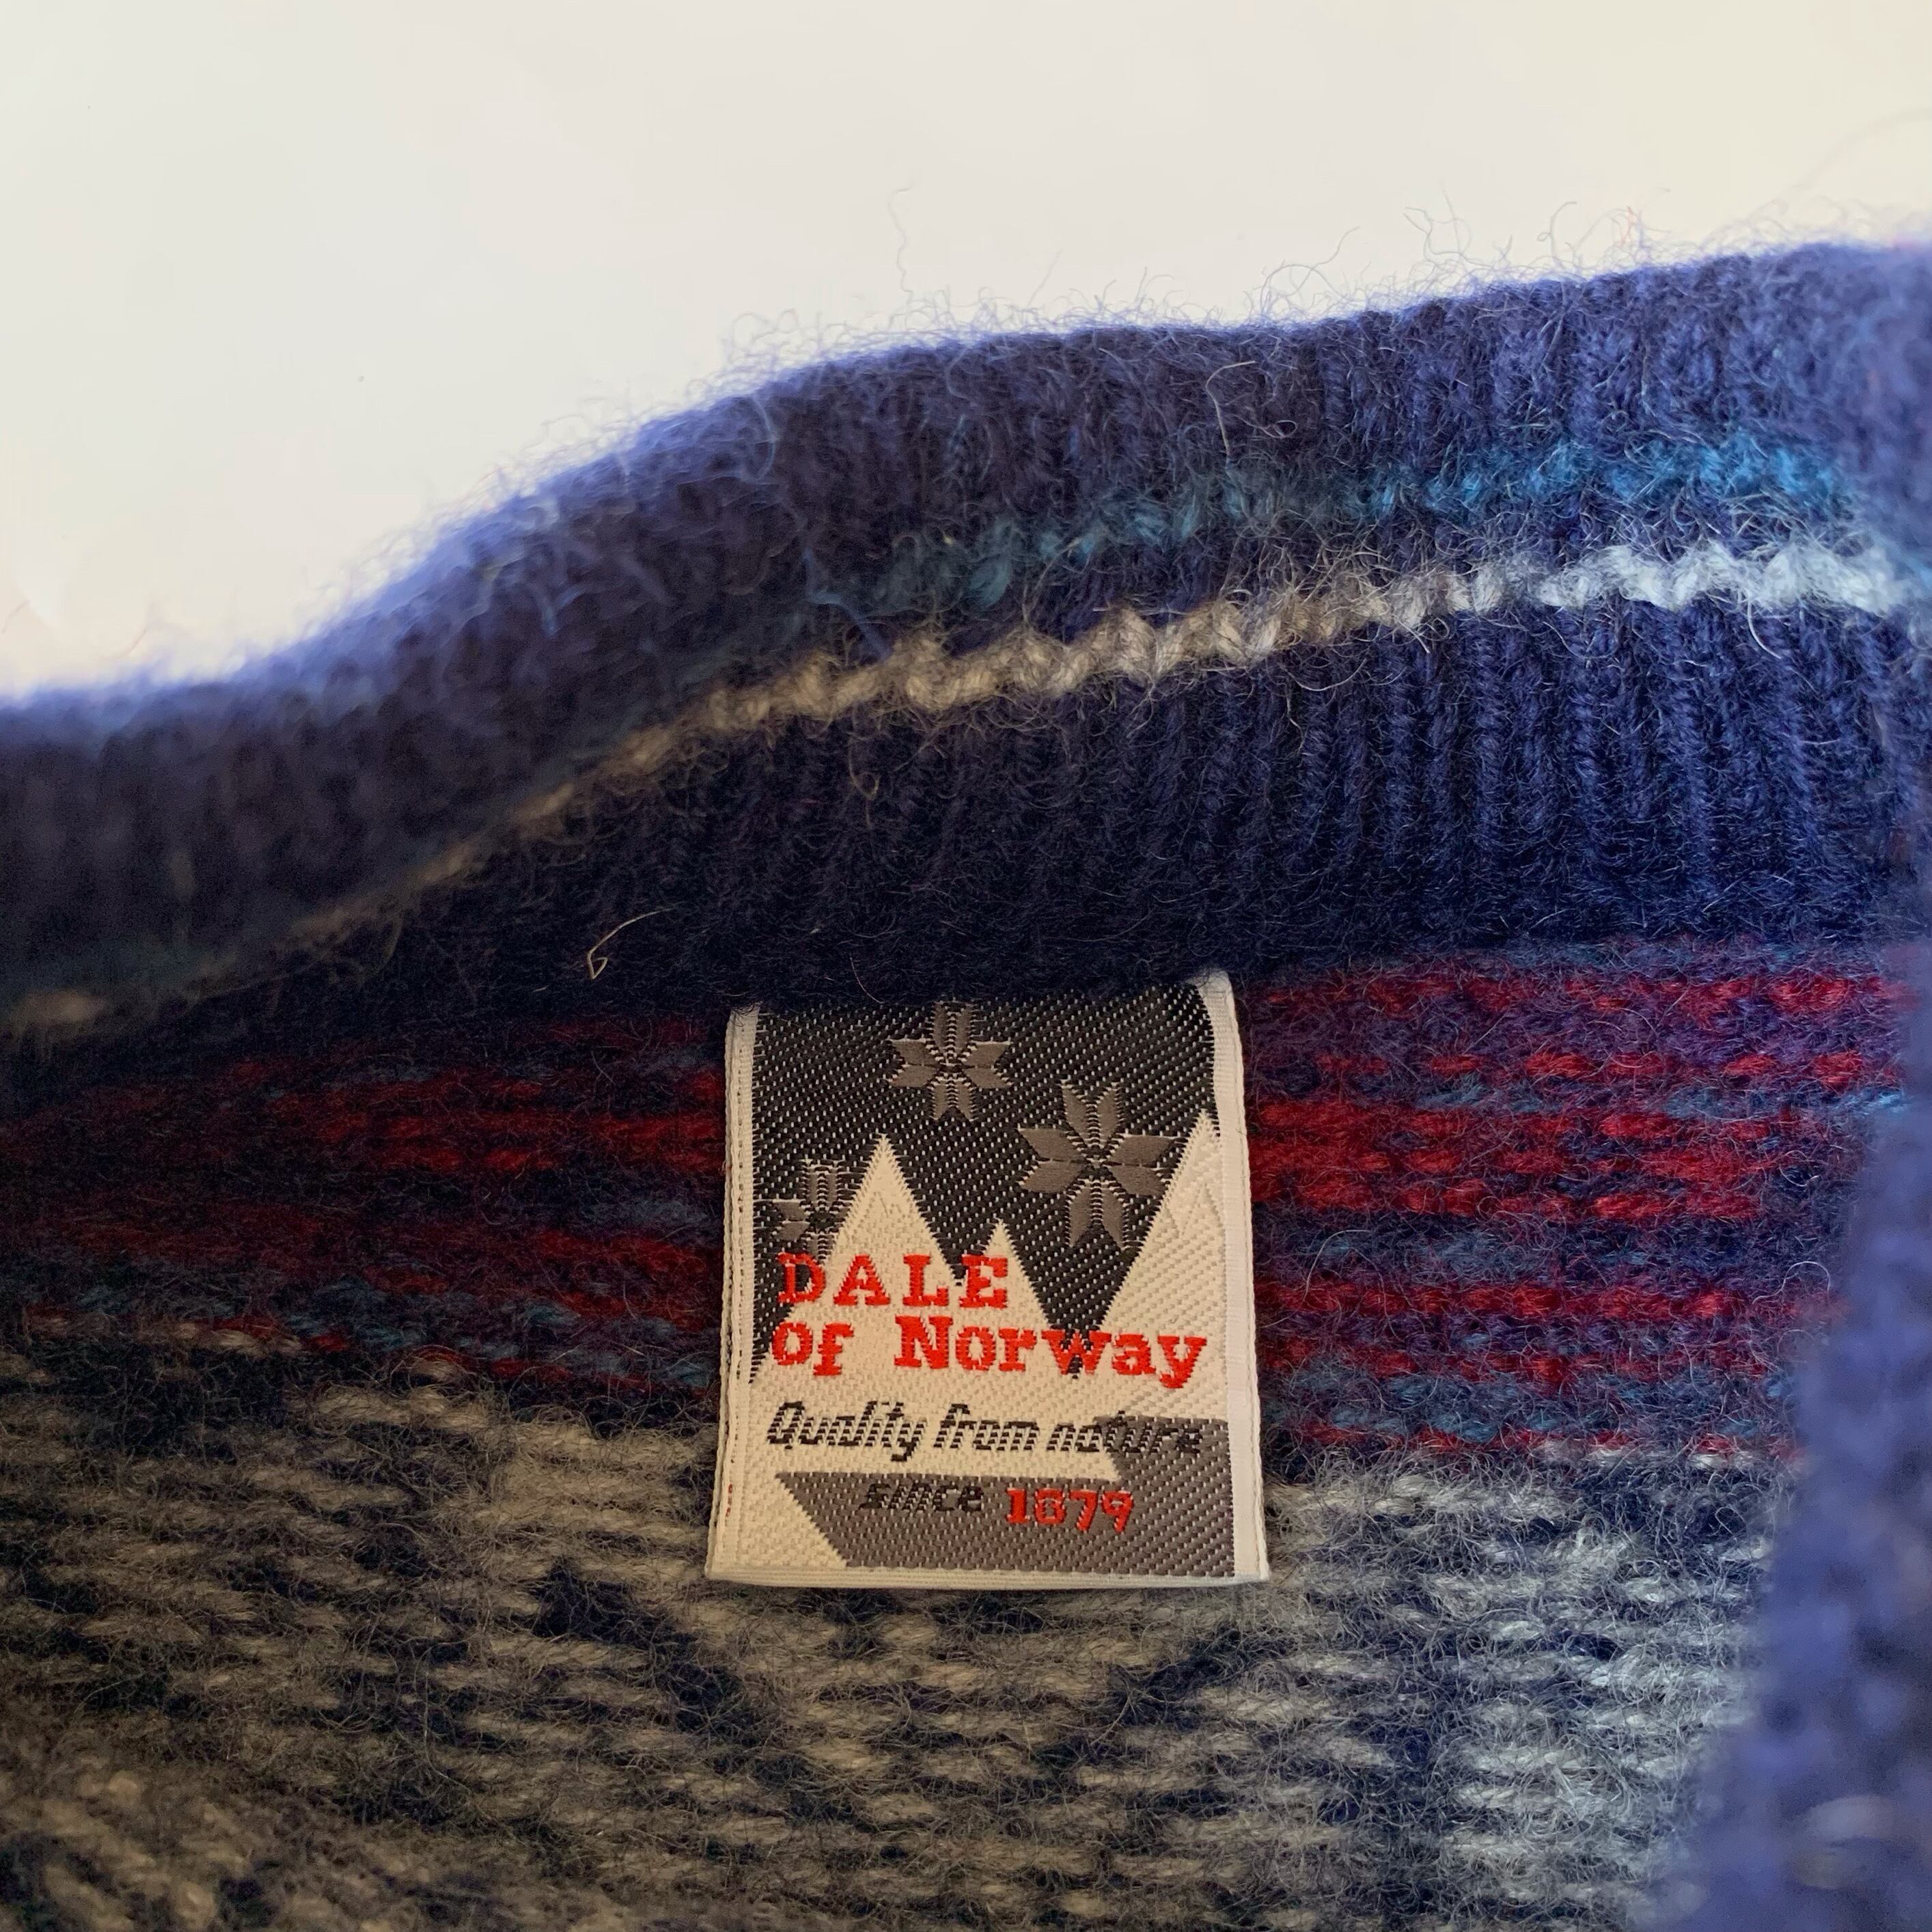 DALE
of Norway
Quality from nature
since 1879